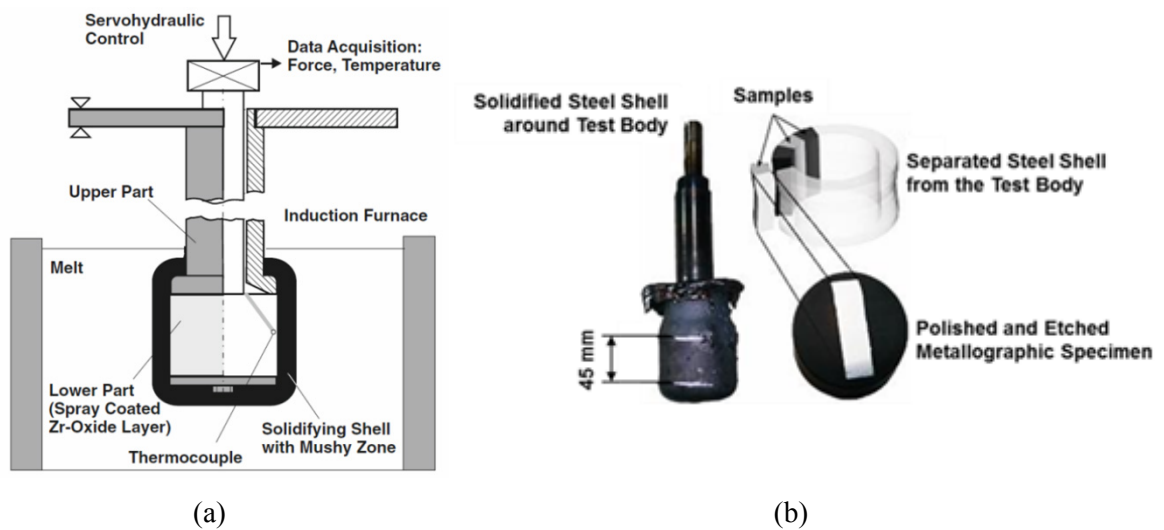 Servohydraulic
Control
Data Acquisition:
Force, Temperature
Upper Part
Induction Furnace
Melt
Lower Part
(Spray Coated
Zr-Oxide Layer)
Thermocouple
Solidifying Shell
with Mushy Zone
(a)
Solidified Steel Shell
around Test Body
Samples
Separated Steel Shell
from the Test Body
45 mm
Polished and Etched
Metallographic Specimen
(b)